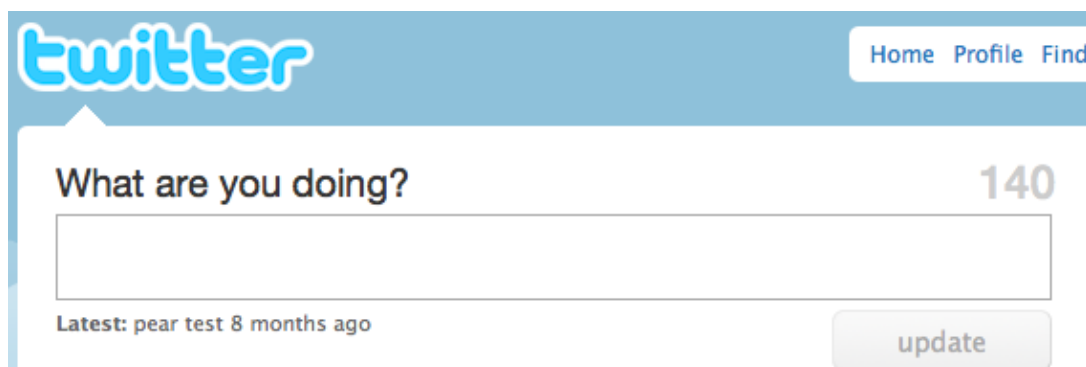 twitter
Home Profile Find
What are you doing?
140
Latest: pear test 8 months ago
update